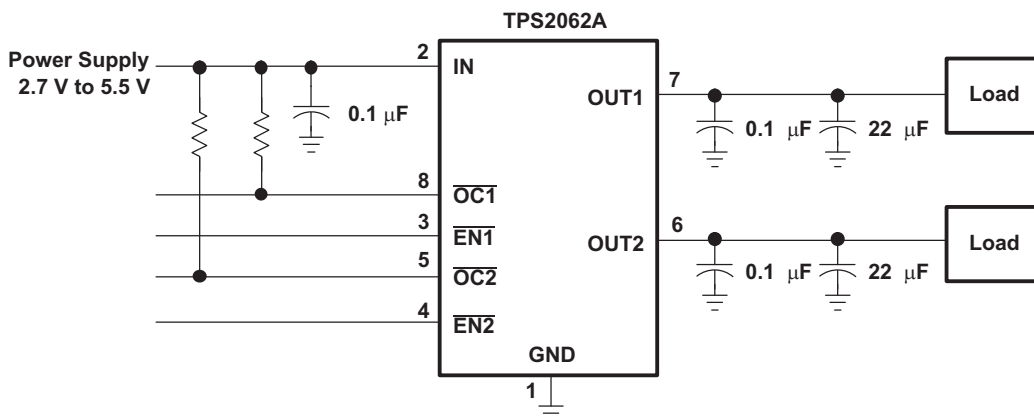 TPS2062A
Power Supply
2.7 V to 5.5 V
2
IN
0.1 μF
8
OC1
3
EN1
5
OC2
4
EN2
GND
1
OUT1
7
0.1 μF
22 μF
Load
OUT2
6
0.1 μF
22 μF
Load